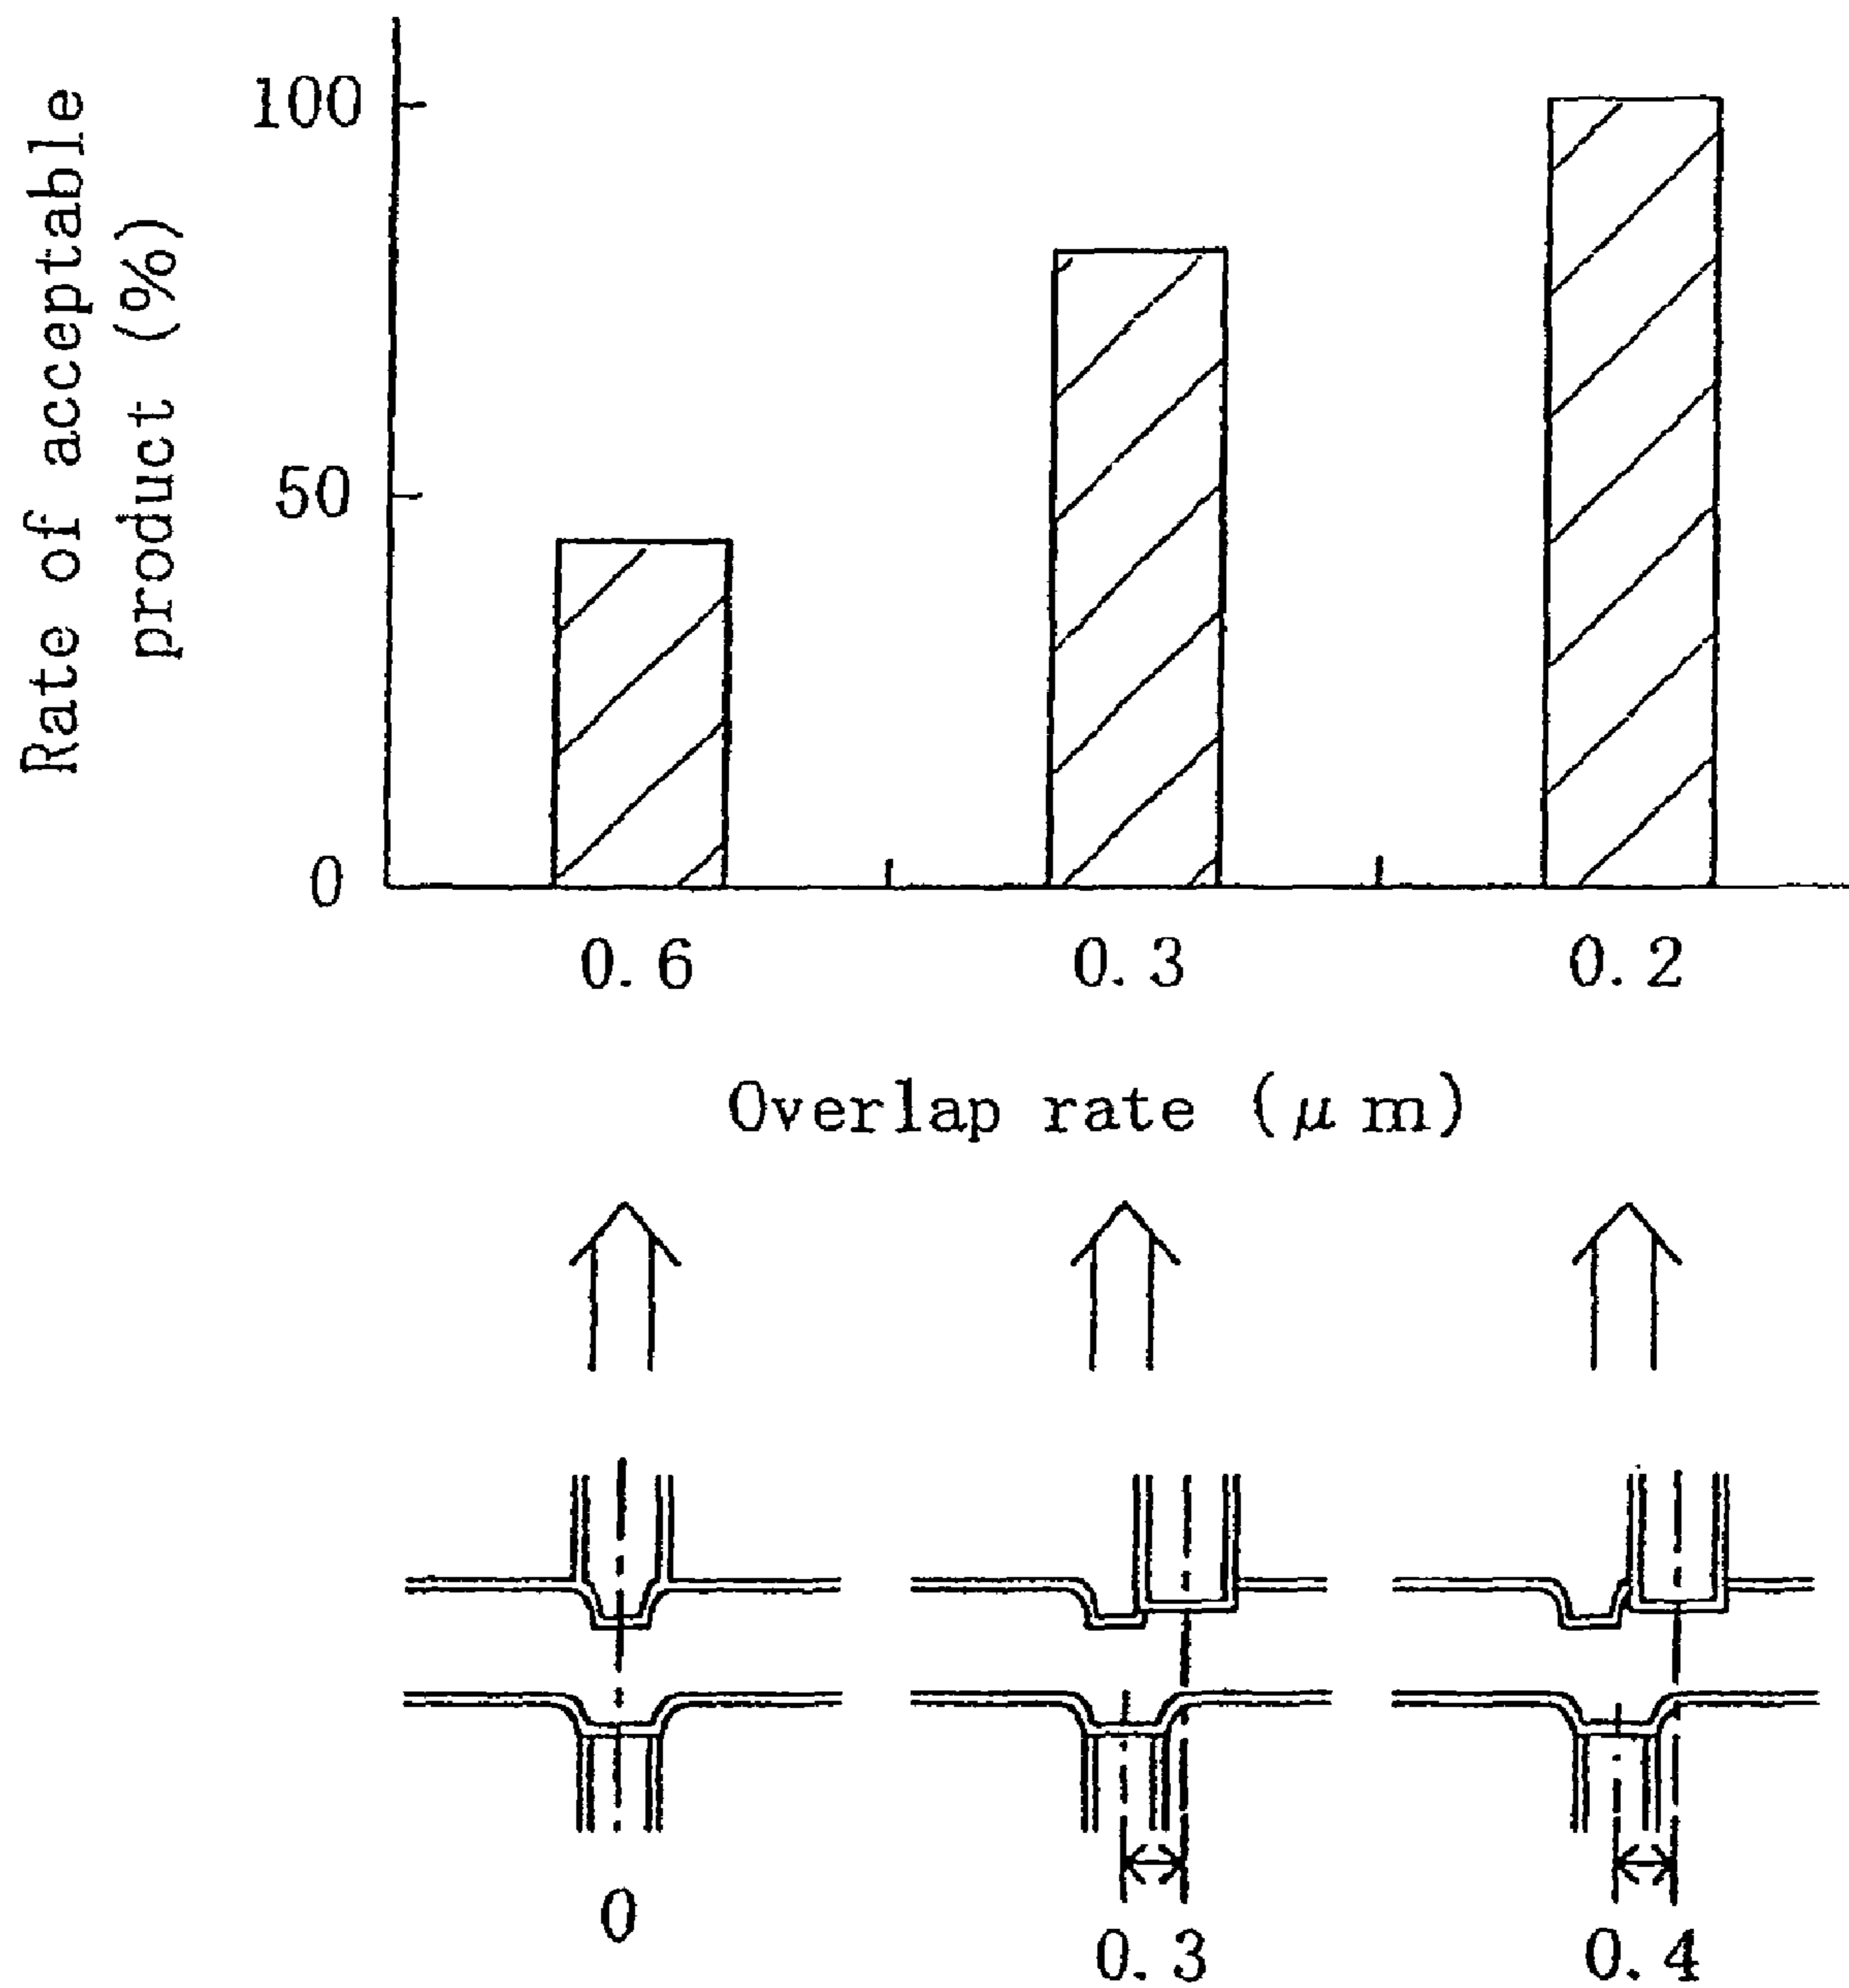 Rate of acceptable
product (%)
100
50
0
0.6 0.3 0.2
Overlap rate (μm)
0
0.3
0.4